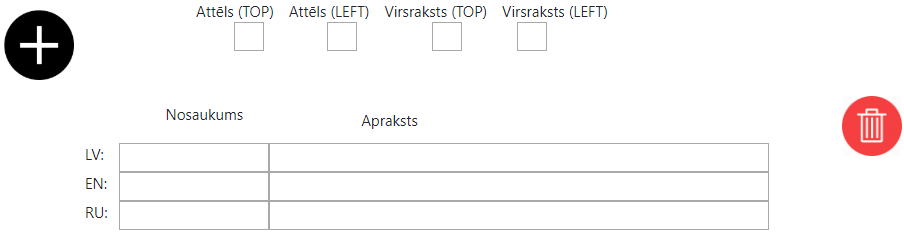 Attēls (TOP) Attēls (LEFT) Virsraksts (TOP) Virsraksts (LEFT)
Nosaukums Apraksts
LV:
EN:
RU: